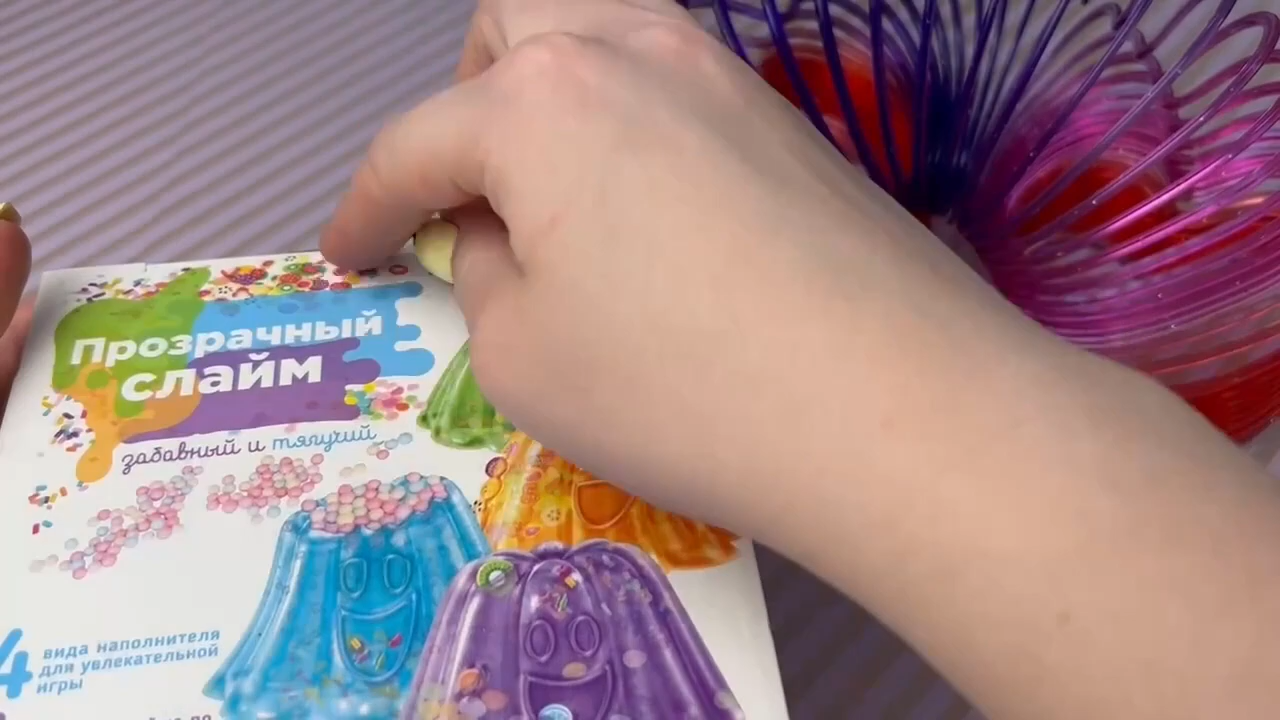 Прозрачный
слайм
забавный и тягучий
4 вида наполнителя
для увлекательной
игры